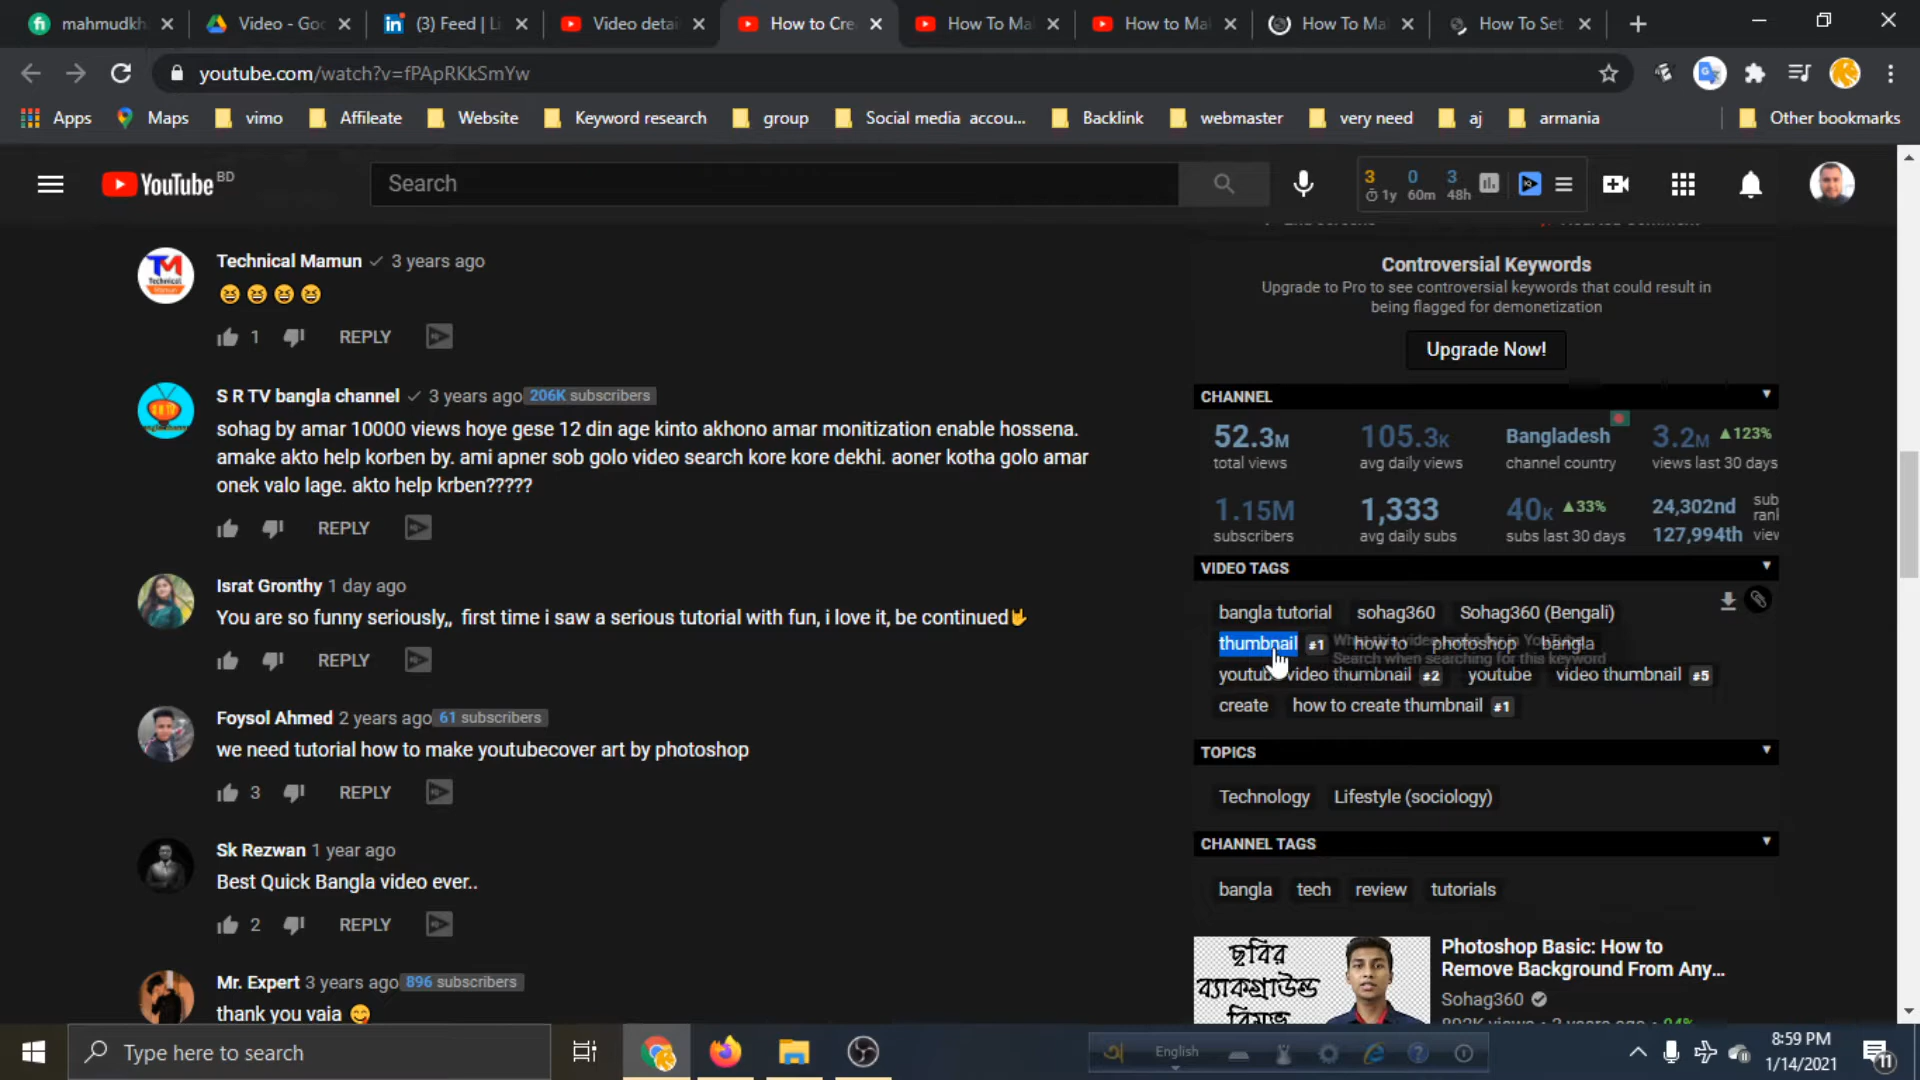 mahmudkh
Video - Goo
(3) Feed | Li
Video detai
How to Cre
How To Ma
How to Ma
How To Ma
How To Set
youtube.com/watch?v=fPApRKkSmYw
Apps
Maps
vimo
Affileate
Website
Keyword research
group
Social media accou...
Backlink
webmaster
very need
aj
armania
Other bookmarks
YouTube BD
Search
3 0 3
1y 60m 48h
Technical Mamun 3 years ago
1
REPLY
S R TV bangla channel 3 years ago 206K subscribers
sohag by amar 10000 views hoye gese 12 din age kinto akhono amar monitization enable hossena.
amake akto help korben by. ami apner sob golo video search kore kore dekhi. aoner kotha golo amar
onek valo lage. akto help krben?????
REPLY
Israt Gronthy 1 day ago
You are so funny seriously,, first time i saw a serious tutorial with fun, i love it, be continued🤟
REPLY
Foysol Ahmed 2 years ago 61 subscribers
we need tutorial how to make youtubecover art by photoshop
3
REPLY
Sk Rezwan 1 year ago
Best Quick Bangla video ever..
2
REPLY
Mr. Expert 3 years ago 896 subscribers
thank you vaia 😋
Controversial Keywords
Upgrade to Pro to see controversial keywords that could result in
being flagged for demonetization
Upgrade Now!
CHANNEL
52.3M 105.3K Bangladesh 3.2M ▲123%
total views avg daily views channel country views last 30 days
1.15M 1,333 40K ▲33% 24,302nd sub rank
subscribers avg daily subs subs last 30 days 127,994th view
VIDEO TAGS
bangla tutorial sohag360 Sohag360 (Bengali)
thumbnail #1 how to photoshop bangla
youtube video thumbnail #2 youtube video thumbnail #5
create how to create thumbnail #1
TOPICS
Technology Lifestyle (sociology)
CHANNEL TAGS
bangla tech review tutorials
ছবির
ব্যাকগ্রাউন্ড
রিমুভ
Photoshop Basic: How to
Remove Background From Any...
Sohag360
Type here to search
English
8:59 PM
1/14/2021
11